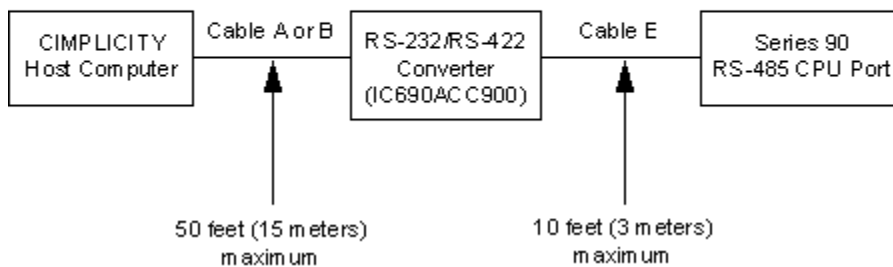 CIMPLICITY
Host Computer
Cable A or B
RS-232/RS-422
Converter
(IC690ACC900)
Cable E
Series 90
RS-485 CPU Port
50 feet (15 meters)
maximum
10 feet (3 meters)
maximum